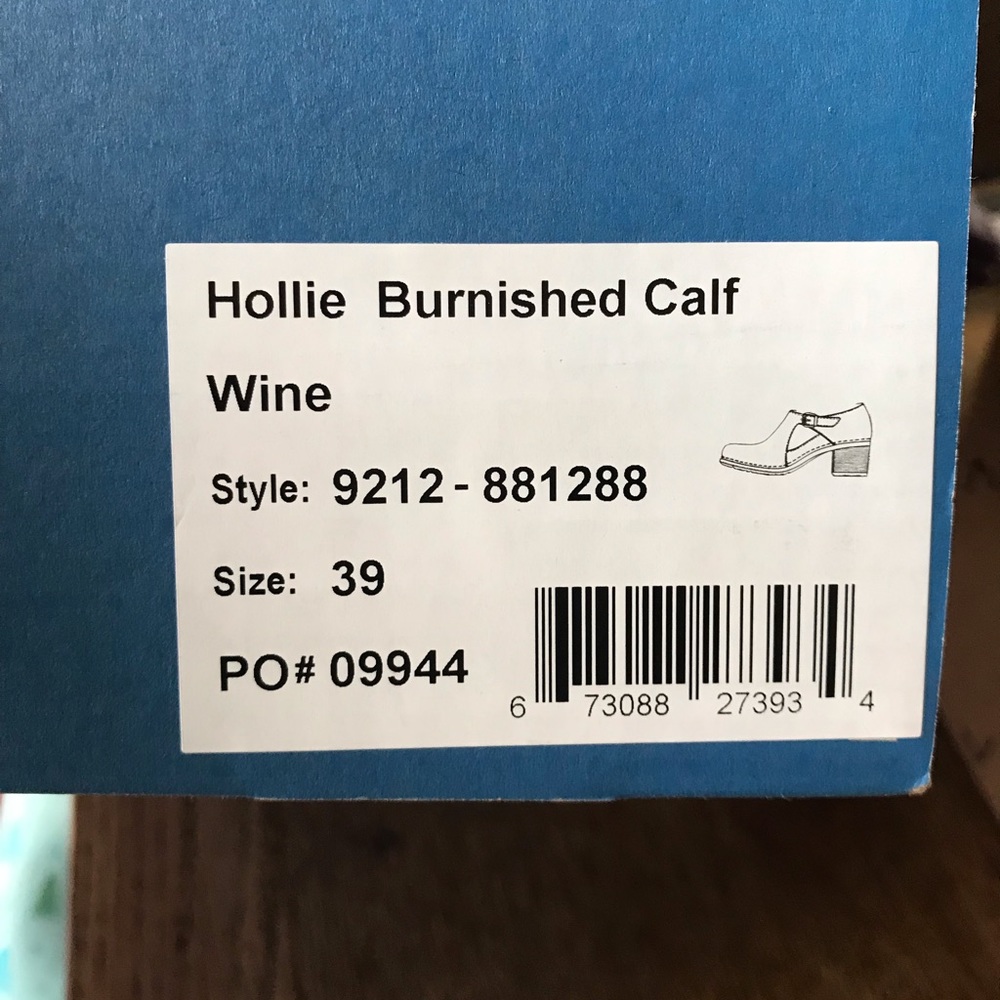 Hollie Burnished Calf
Wine
Style: 9212 - 881288
Size: 39
PO# 09944
6 73088 27393 4